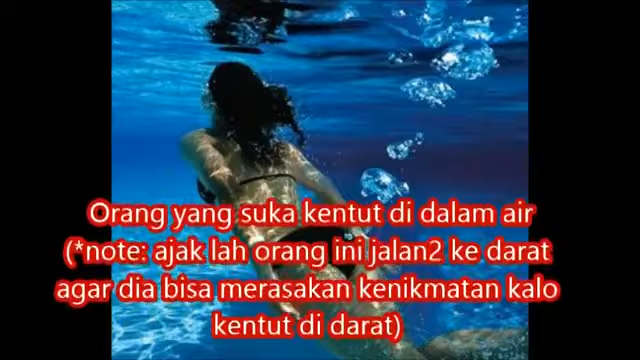 Orang yang suka kentut di dalam air
(*note: ajak lah orang ini jalan2 ke darat
agar dia bisa merasakan kenikmatan kalo
kentut di darat)